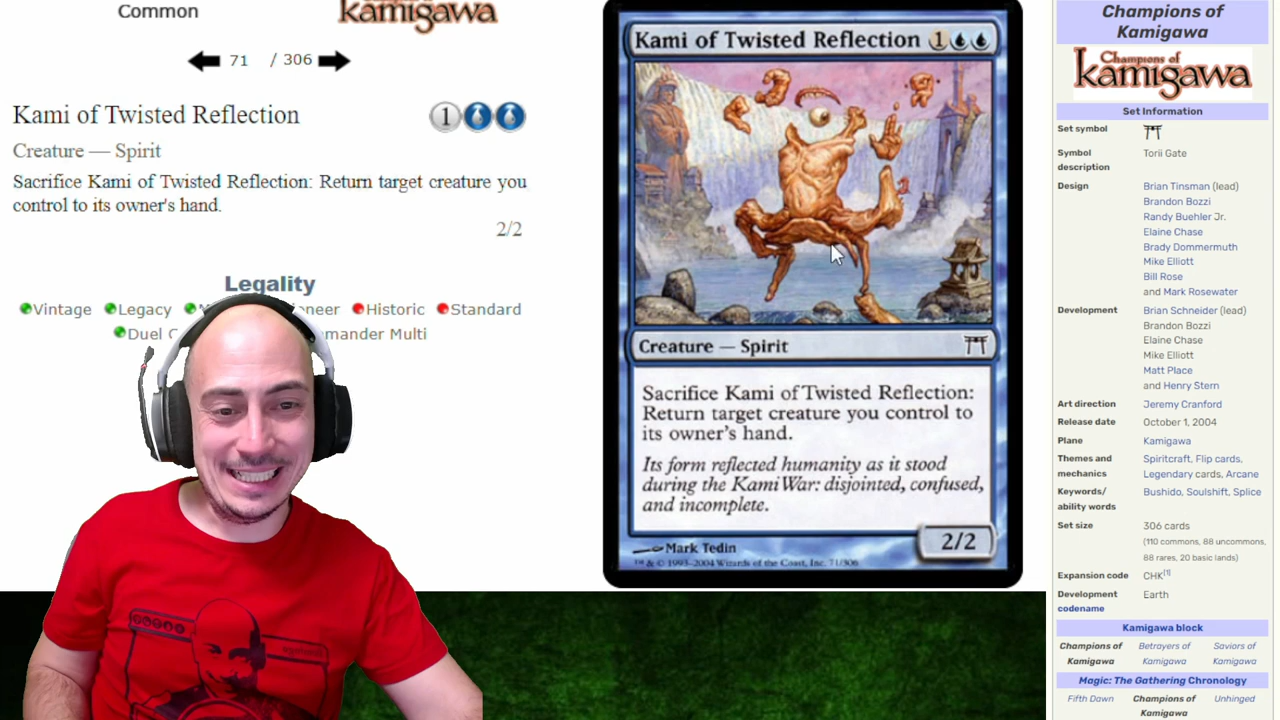 Common
kamigawa
71 / 306
Kami of Twisted Reflection 1
Creature — Spirit
Sacrifice Kami of Twisted Reflection: Return target creature you
control to its owner's hand.
2/2
Legality
Vintage Legacy Historic Standard
Duel Multi
Kami of Twisted Reflection 1
Creature — Spirit
Sacrifice Kami of Twisted Reflection:
Return target creature you control to
its owner's hand.
Its form reflected humanity as it stood
during the Kami War: disjointed, confused,
and incomplete.
2/2
Mark Tedin
™ & © 1993–2004 Wizards of the Coast, Inc. 71/306
Champions of
Kamigawa
Champions of
kamigawa
Set Information
Set symbol
Symbol
description
Torii Gate
Design
Brian Tinsman (lead)
Brandon Bozzi
Randy Buehler Jr.
Elaine Chase
Brady Dommermuth
Mike Elliott
Bill Rose
and Mark Rosewater
Development
Brian Schneider (lead)
Brandon Bozzi
Elaine Chase
Mike Elliott
Matt Place
and Henry Stern
Art direction Jeremy Cranford
Release date October 1, 2004
Plane Kamigawa
Themes and
mechanics
Spiritcraft, Flip cards,
Legendary cards, Arcane
Keywords/
ability words
Bushido, Soulshift, Splice
Set size 306 cards
(110 commons, 88 uncommons,
88 rares, 20 basic lands)
Expansion code CHK[1]
Development
codename
Earth
Kamigawa block
Champions of
Kamigawa
Betrayers of
Kamigawa
Saviors of
Kamigawa
Magic: The Gathering Chronology
Fifth Dawn
Champions of
Kamigawa
Unhinged